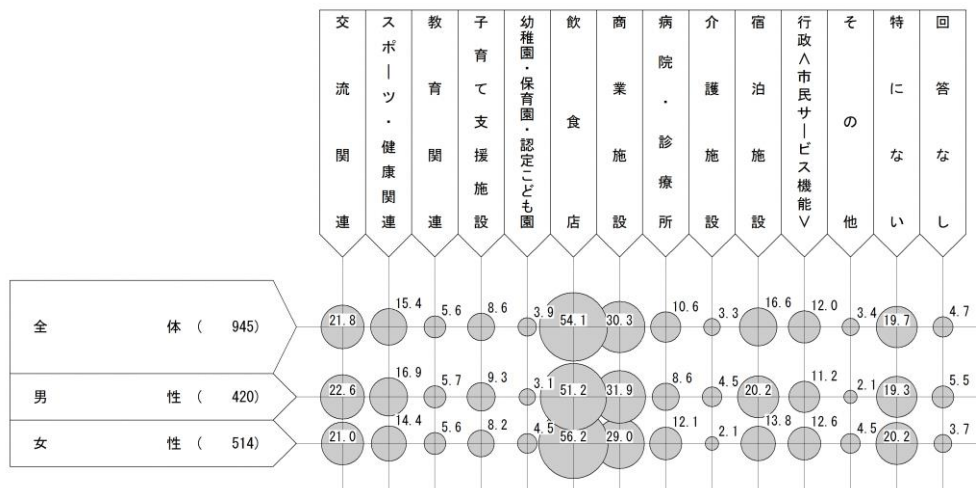 交流関連
スポーツ・健康関連
教育関連
子育て支援施設
幼稚園・保育園・認定こども園
飲食店
商業施設
病院・診療所
介護施設
宿泊施設
行政<市民サービス機能>
その他
特にない
回答なし
全体 ( 945) 21.8 15.4 5.6 8.6 3.9 54.1 30.3 10.6 3.3 16.6 12.0 3.4 19.7 4.7
男性 ( 420) 22.6 16.9 5.7 9.3 3.1 51.2 31.9 8.6 4.5 20.2 11.2 2.1 19.3 5.5
女性 ( 514) 21.0 14.4 5.6 8.2 4.5 56.2 29.0 12.1 2.1 13.8 12.6 4.5 20.2 3.7